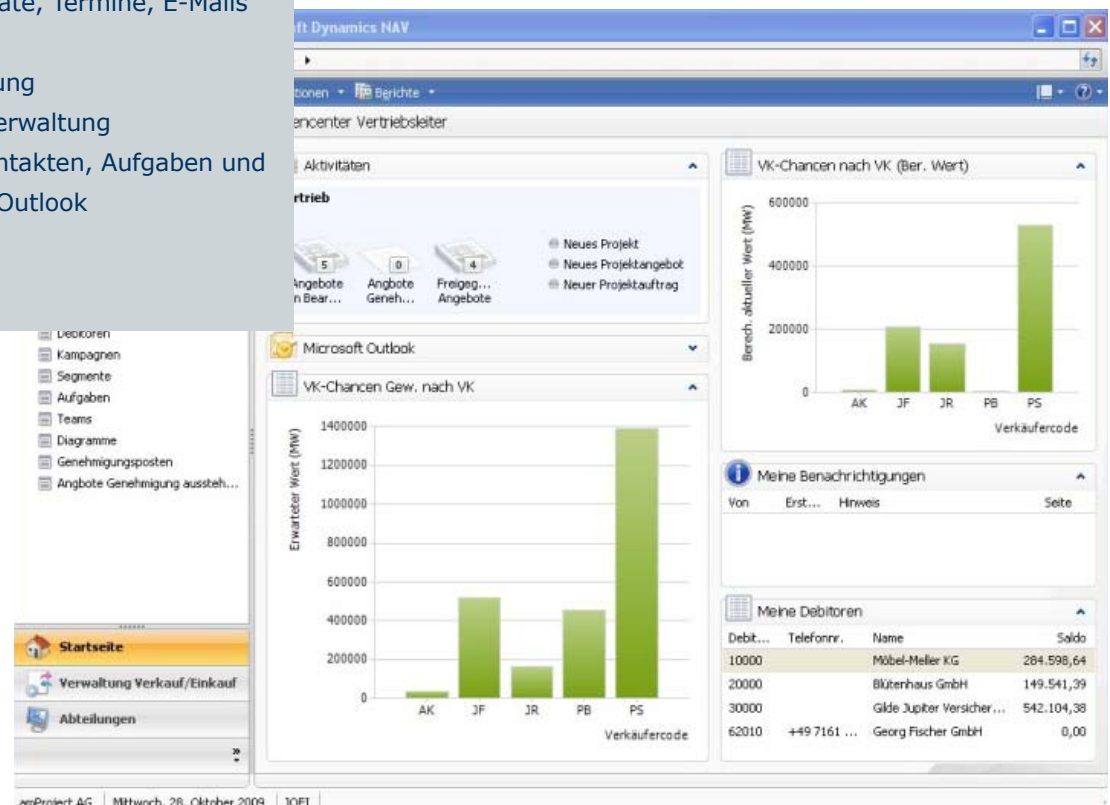 Termine, E-Mails
ntakten, Aufgaben und
Outlook
ft Dynamics NAV
Berichte
encenter Vertriebsleiter
Aktivitäten
rtrieb
5
0
4
Angebote
n Bear...
Angbote
Geneh...
Freigeg...
Angebote
Neues Projekt
Neues Projektangebot
Neuer Projektauftrag
Microsoft Outlook
VK-Chancen Gew. nach VK
Erwarteter Wert (MW)
1400000
1200000
1000000
800000
600000
400000
200000
0
AK JF JR PB PS
Verkäufercode
VK-Chancen nach VK (Ber. Wert)
Berech. aktueller Wert (MW)
600000
400000
200000
0
AK JF JR PB PS
Verkäufercode
Meine Benachrichtigungen
Von Erst... Hinweis Seite
Meine Debitoren
Debit... Telefonnr. Name Saldo
10000 Möbel-Meller KG 284.598,64
20000 Blütenhaus GmbH 149.541,39
30000 Gilde Jupiter Versicher... 542.104,38
62010 +49 7161 ... Georg Fischer GmbH 0,00
Debitoren
Kampagnen
Segmente
Aufgaben
Teams
Diagramme
Genehmigungsposten
Angbote Genehmigung aussteh...
Startseite
Verwaltung Verkauf/Einkauf
Abteilungen
amProject AG Mittwoch, 28. Oktober 2009 JOFI